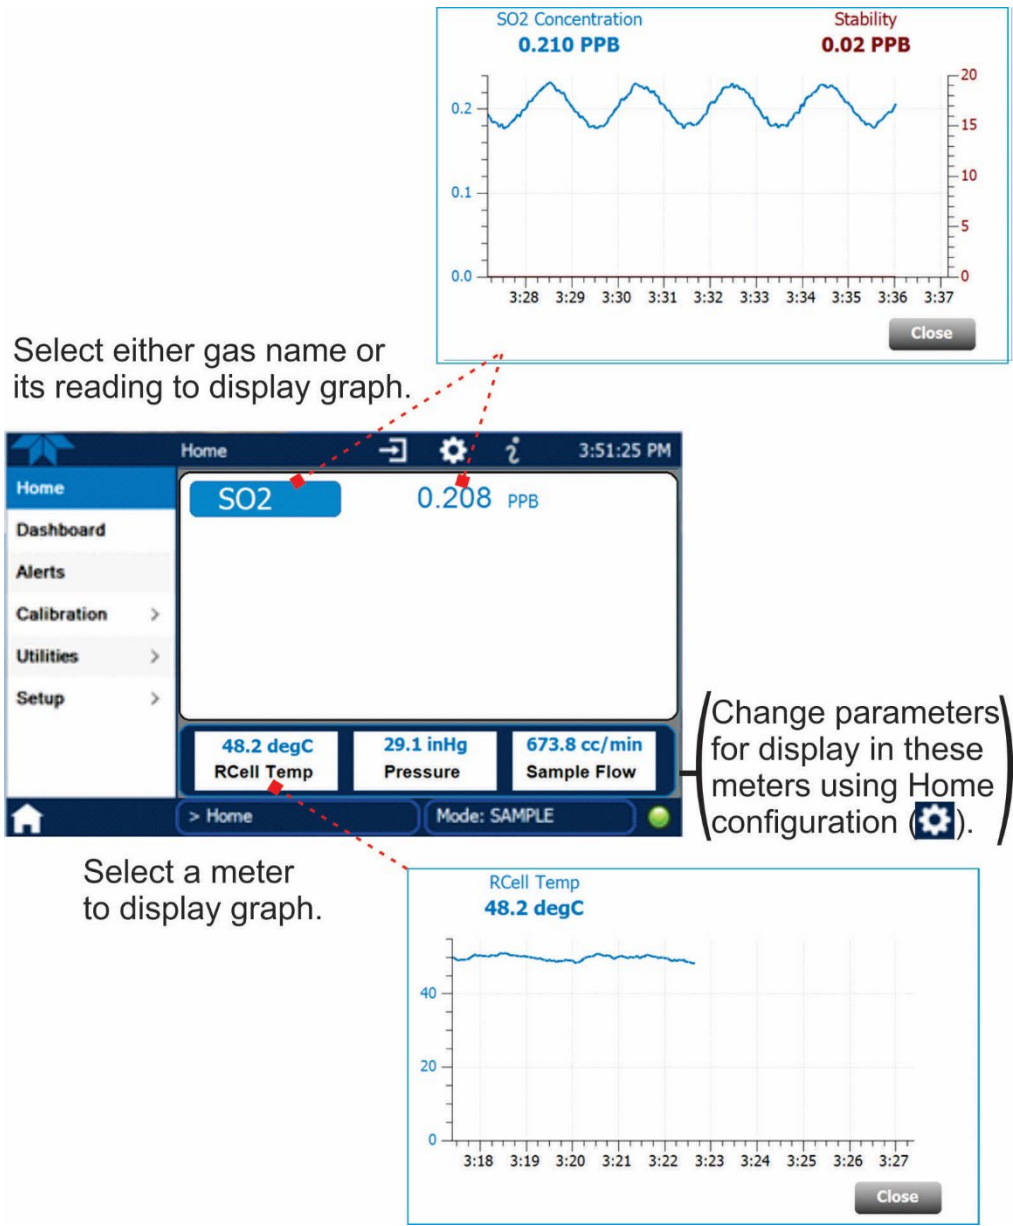 SO2 Concentration
0.210 PPB
Stability
0.02 PPB
0.2
0.1
0.0
20
15
10
5
0
3:28 3:29 3:30 3:31 3:32 3:33 3:34 3:35 3:36 3:37
Close
Select either gas name or
its reading to display graph.
Home
3:51:25 PM
Home
Dashboard
Alerts
Calibration >
Utilities >
Setup >
SO2 0.208 PPB
48.2 degC
RCell Temp
29.1 inHg
Pressure
673.8 cc/min
Sample Flow
> Home
Mode: SAMPLE
(Change parameters
for display in these
meters using Home
configuration ( ).)
Select a meter
to display graph.
RCell Temp
48.2 degC
40
20
0
3:18 3:19 3:20 3:21 3:22 3:23 3:24 3:25 3:26 3:27
Close